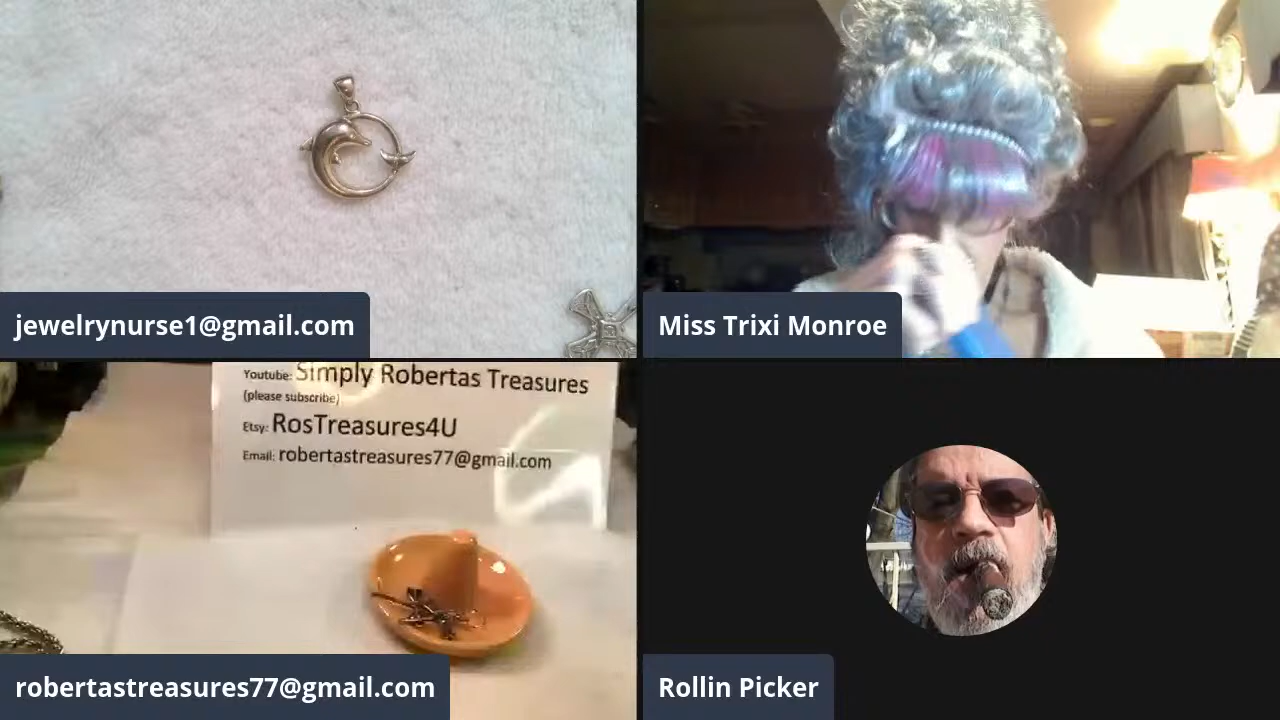 jewelrynurse1@gmail.com
Miss Trixi Monroe
Youtube: Simply Robertas Treasures
(please subscribe)
Etsy: RosTreasures4U
Email: robertastreasures77@gmail.com
robertastreasures77@gmail.com
Rollin Picker